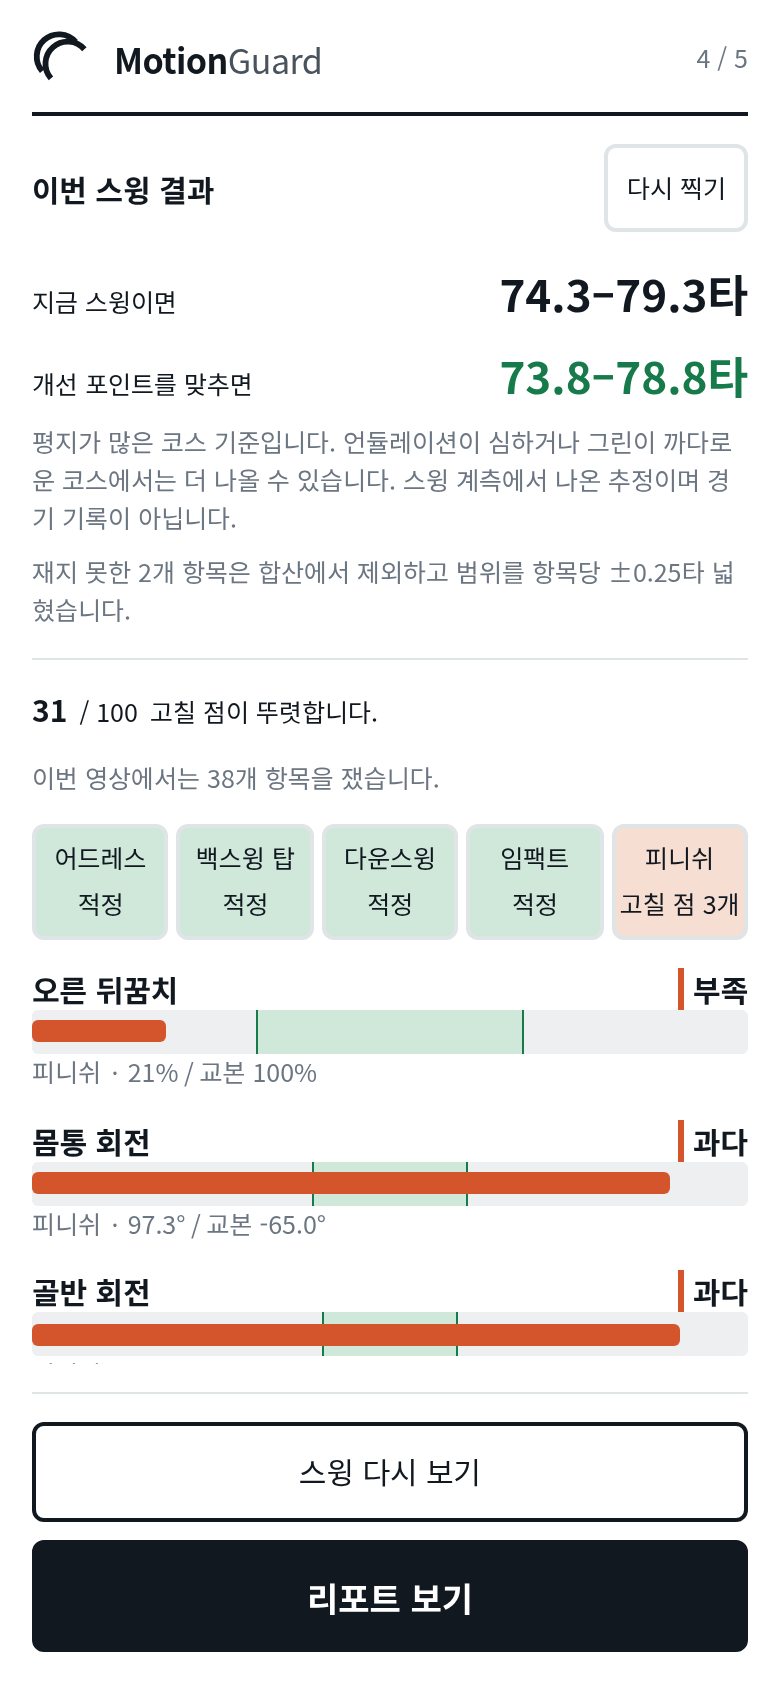 MotionGuard
4 / 5
이번 스윙 결과
다시 찍기
지금 스윙이면
74.3–79.3타
개선 포인트를 맞추면
73.8–78.8타
평지가 많은 코스 기준입니다. 언듈레이션이 심하거나 그린이 까다로
운 코스에서는 더 나올 수 있습니다. 스윙 계측에서 나온 추정이며 경
기 기록이 아닙니다.
재지 못한 2개 항목은 합산에서 제외하고 범위를 항목당 ±0.25타 넓
혔습니다.
31 / 100 고칠 점이 뚜렷합니다.
이번 영상에서는 38개 항목을 쟀습니다.
어드레스
적정
백스윙 탑
적정
다운스윙
적정
임팩트
적정
피니쉬
고칠 점 3개
오른 뒤꿈치
부족
피니쉬 · 21% / 교본 100%
몸통 회전
과다
피니쉬 · 97.3° / 교본 -65.0°
골반 회전
과다
스윙 다시 보기
리포트 보기